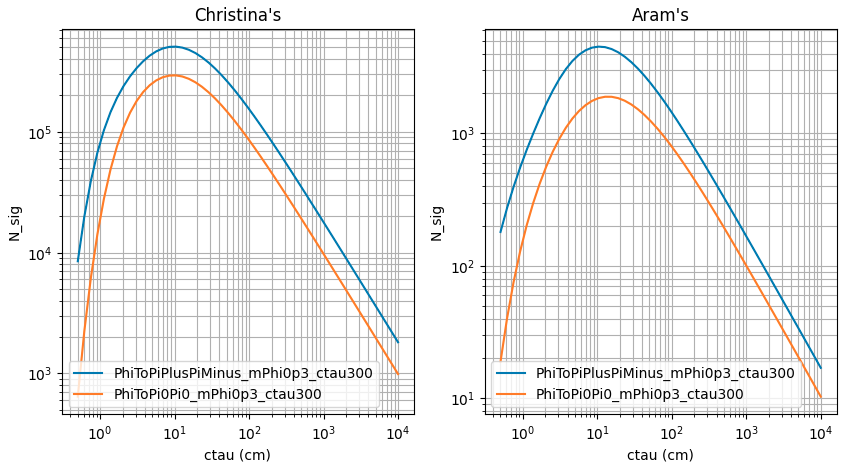 Christina's
N_sig
10^5
10^4
10^3
PhiToPiPlusPiMinus_mPhi0p3_ctau300
PhiToPi0Pi0_mPhi0p3_ctau300
10^0 10^1 10^2 10^3 10^4
ctau (cm)
Aram's
N_sig
10^3
10^2
10^1
PhiToPiPlusPiMinus_mPhi0p3_ctau300
PhiToPi0Pi0_mPhi0p3_ctau300
10^0 10^1 10^2 10^3 10^4
ctau (cm)